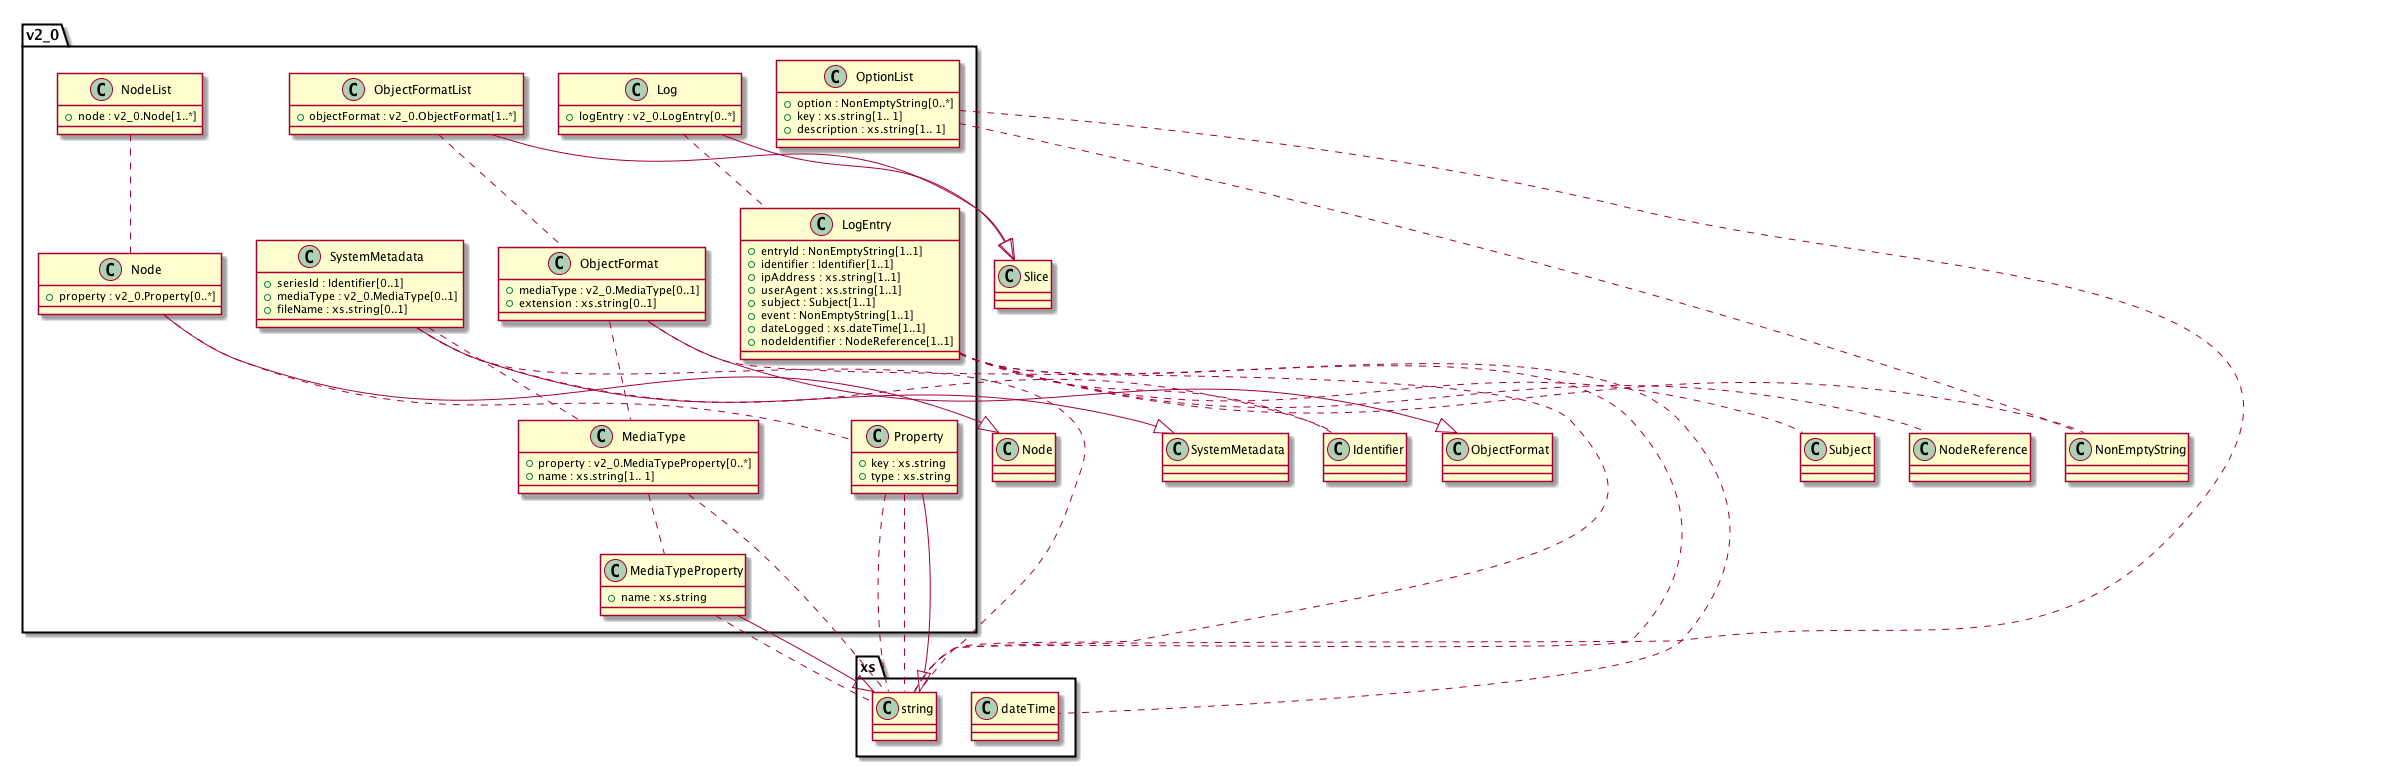 v2_0
C NodeList
node : v2_0.Node[1..*]
C ObjectFormatList
objectFormat : v2_0.ObjectFormat[1..*]
C Log
logEntry : v2_0.LogEntry[0..*]
C OptionList
option : NonEmptyString[0..*]
key : xs.string[1.. 1]
description : xs.string[1.. 1]
C Node
property : v2_0.Property[0..*]
C SystemMetadata
seriesId : Identifier[0..1]
mediaType : v2_0.MediaType[0..1]
fileName : xs.string[0..1]
C ObjectFormat
mediaType : v2_0.MediaType[0..1]
extension : xs.string[0..1]
C LogEntry
entryId : NonEmptyString[1..1]
identifier : Identifier[1..1]
ipAddress : xs.string[1..1]
userAgent : xs.string[1..1]
subject : Subject[1..1]
event : NonEmptyString[1..1]
dateLogged : xs.dateTime[1..1]
nodeIdentifier : NodeReference[1..1]
C Slice
C MediaType
property : v2_0.MediaTypeProperty[0..*]
name : xs.string[1.. 1]
C Property
key : xs.string
type : xs.string
C Node
C SystemMetadata
C Identifier
C ObjectFormat
C Subject
C NodeReference
C NonEmptyString
C MediaTypeProperty
name : xs.string
xs
C string
C dateTime